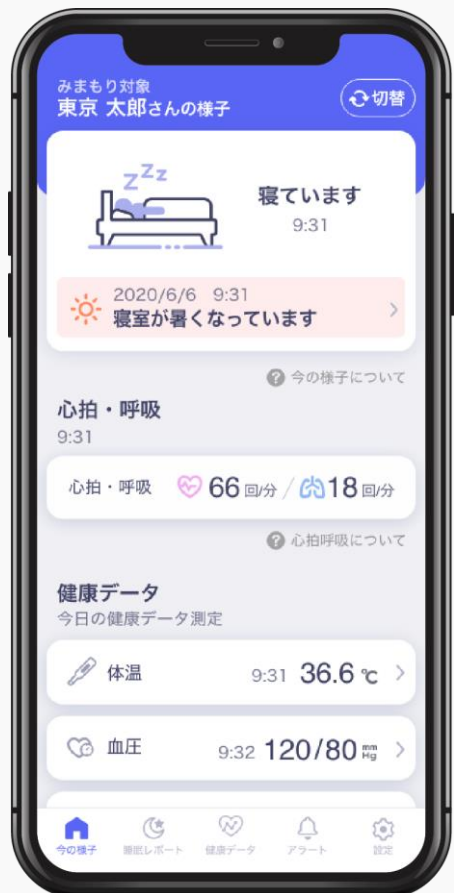 みまもり対象
東京 太郎さんの様子
切替
zZz
寝ています
9:31
2020/6/6 9:31
寝室が暑くなっています
? 今の様子について
心拍・呼吸
9:31
心拍・呼吸 66 回/分 / 18 回/分
? 心拍呼吸について
健康データ
今日の健康データ測定
体温 9:31 36.6 ℃
血圧 9:32 120/80 mmHg
今の様子 睡眠レポート 健康データ アラート 設定